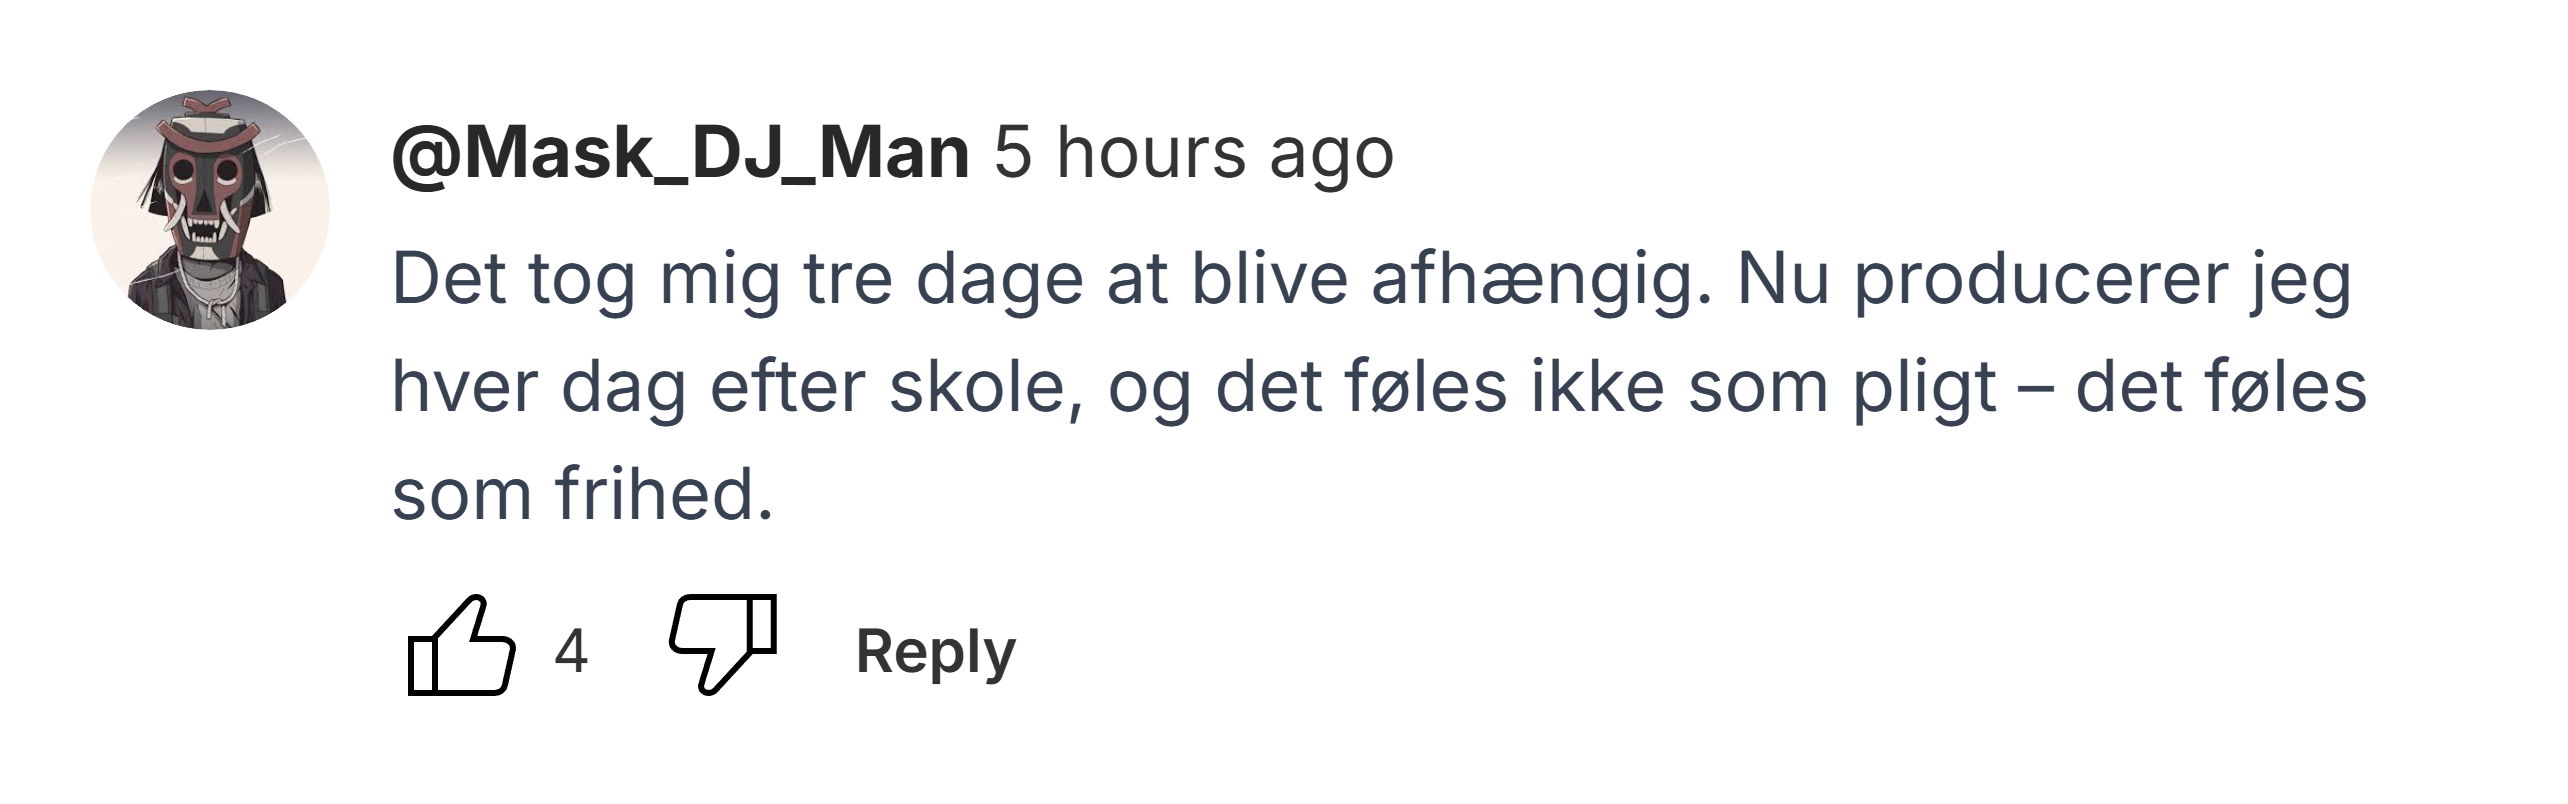 @Mask_DJ_Man 5 hours ago
Det tog mig tre dage at blive afhængig. Nu producerer jeg
hver dag efter skole, og det føles ikke som pligt – det føles
som frihed.
4 Reply